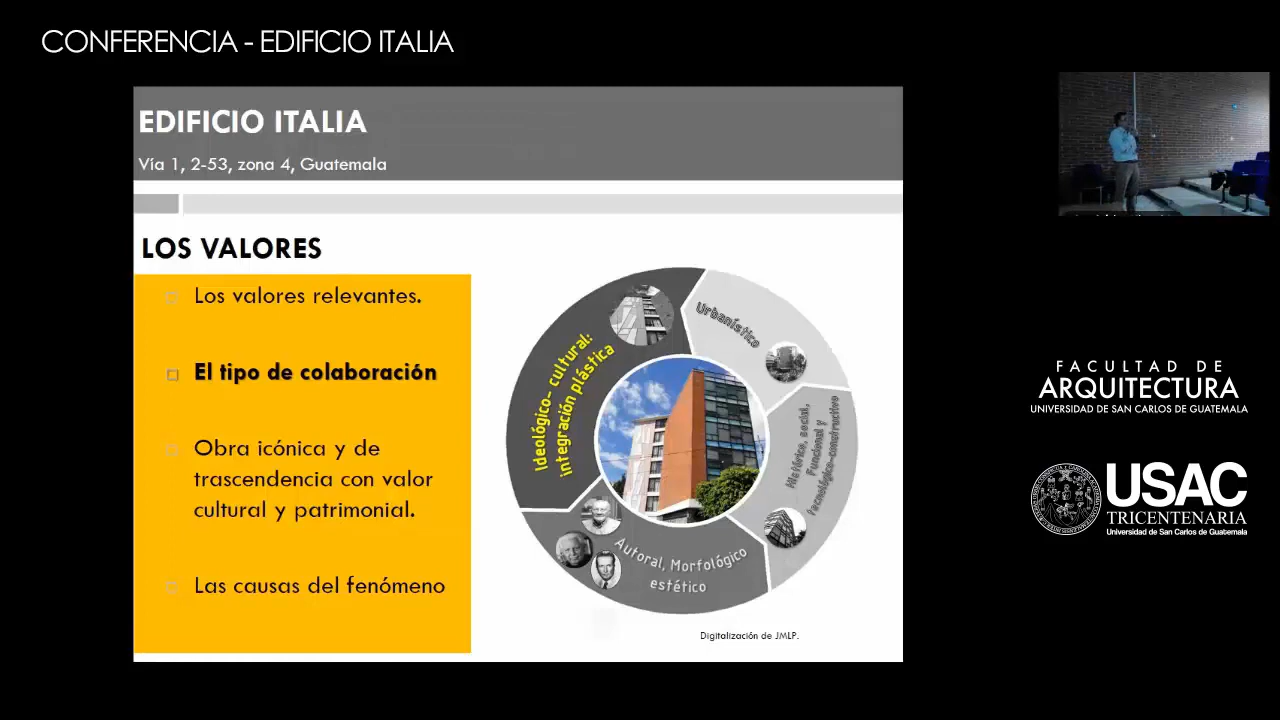 CONFERENCIA - EDIFICIO ITALIA
EDIFICIO ITALIA
Vía 1, 2-53, zona 4, Guatemala
LOS VALORES
Los valores relevantes.
El tipo de colaboración
Obra icónica y de
trascendencia con valor
cultural y patrimonial.
Las causas del fenómeno
Ideológico- cultural:
integración plástica
Urbanístico
Histórico, social,
Funcional y
tecnológico-constructivo
Autoral, Morfológico
estético
Digitalización de JMLP.
FACULTAD DE
ARQUITECTURA
UNIVERSIDAD DE SAN CARLOS DE GUATEMALA
USAC
TRICENTENARIA
Universidad de San Carlos de Guatemala